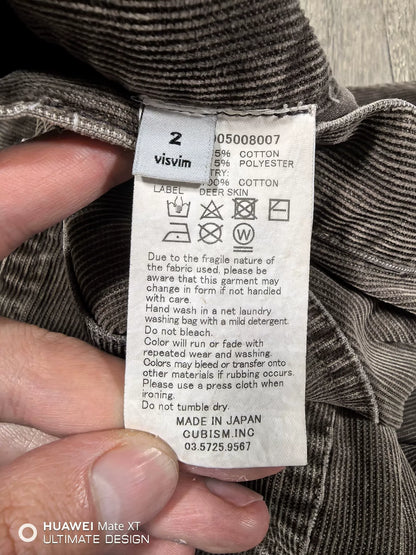 2
visvim
005008007
5% COTTON
5% POLYESTER
TRY:
00% COTTON
LABEL DEER SKIN
W
Due to the fragile nature of
the fabric used, please be
aware that this garment may
change in form if not handled
with care.
Hand wash in a net laundry
washing bag with a mild detergent.
Do not bleach.
Color will run or fade with
repeated wear and washing.
Colors may bleed or transfer onto
other materials if rubbing occurs.
Please use a press cloth when
ironing.
Do not tumble dry.
MADE IN JAPAN
CUBISM.INC
03.5725.9567
HUAWEI Mate XT
ULTIMATE DESIGN